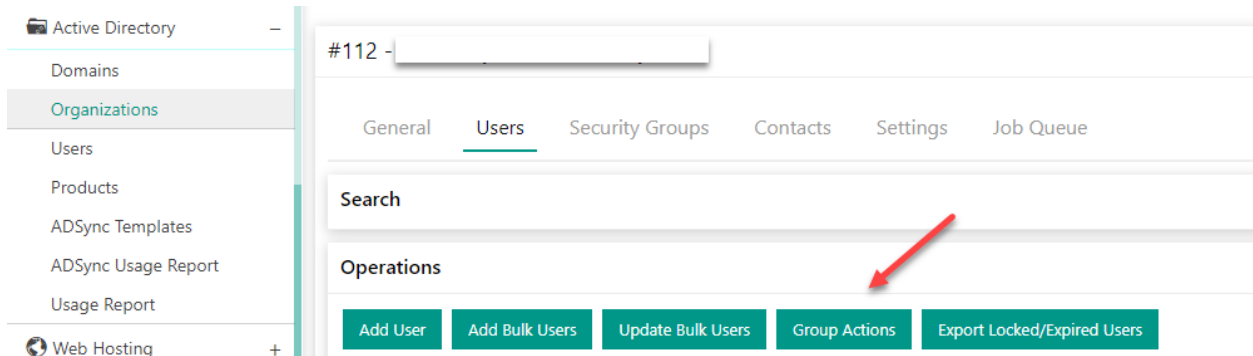 Active Directory –
Domains
Organizations
Users
Products
ADSync Templates
ADSync Usage Report
Usage Report
Web Hosting +
#112 -
General Users Security Groups Contacts Settings Job Queue
Search
Operations
Add User Add Bulk Users Update Bulk Users Group Actions Export Locked/Expired Users